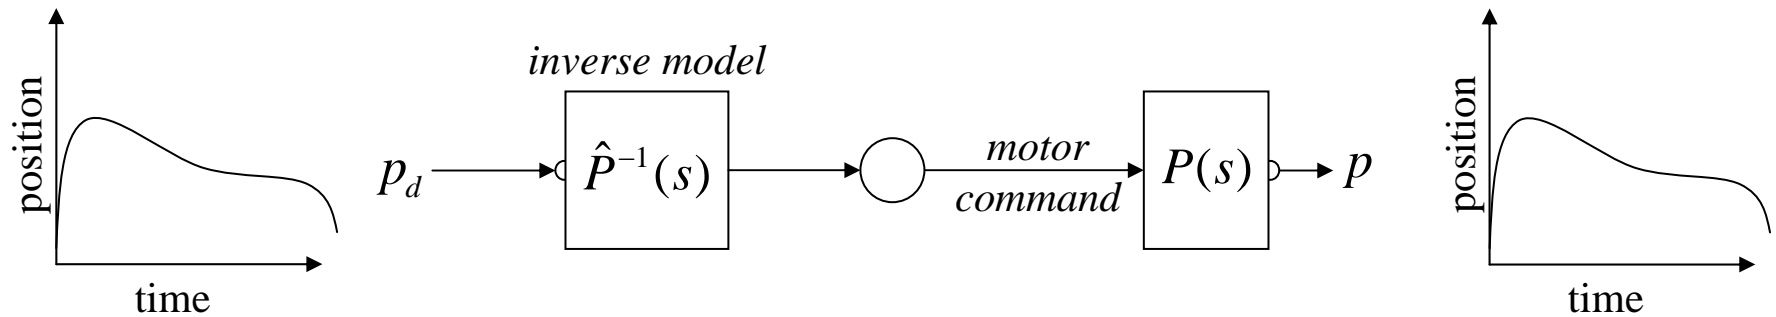 position
time
p_d
inverse model
P̂⁻¹(s)
motor
command
P(s)
p
position
time